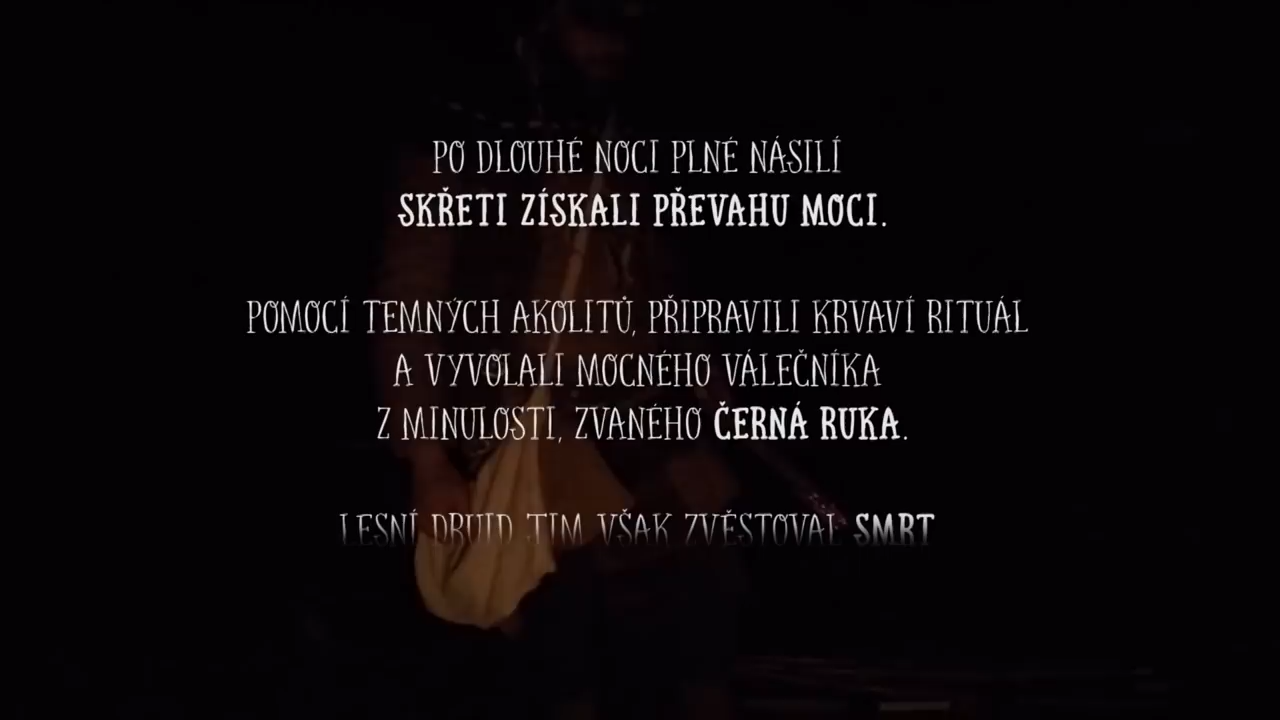 PO DLOUHÉ NOCI PLNÉ NÁSILÍ
SKŘETI ZÍSKALI PŘEVAHU MOCI.
POMOCÍ TEMNÝCH AKOLITŮ, PŘIPRAVILI KRVAVÍ RITUÁL
A VYVOLALI MOCNÉHO VÁLEČNÍKA
Z MINULOSTI, ZVANÉHO ČERNÁ RUKA.
LESNÍ DRUID TIM VŠAK ZVĚSTOVAL SMRT